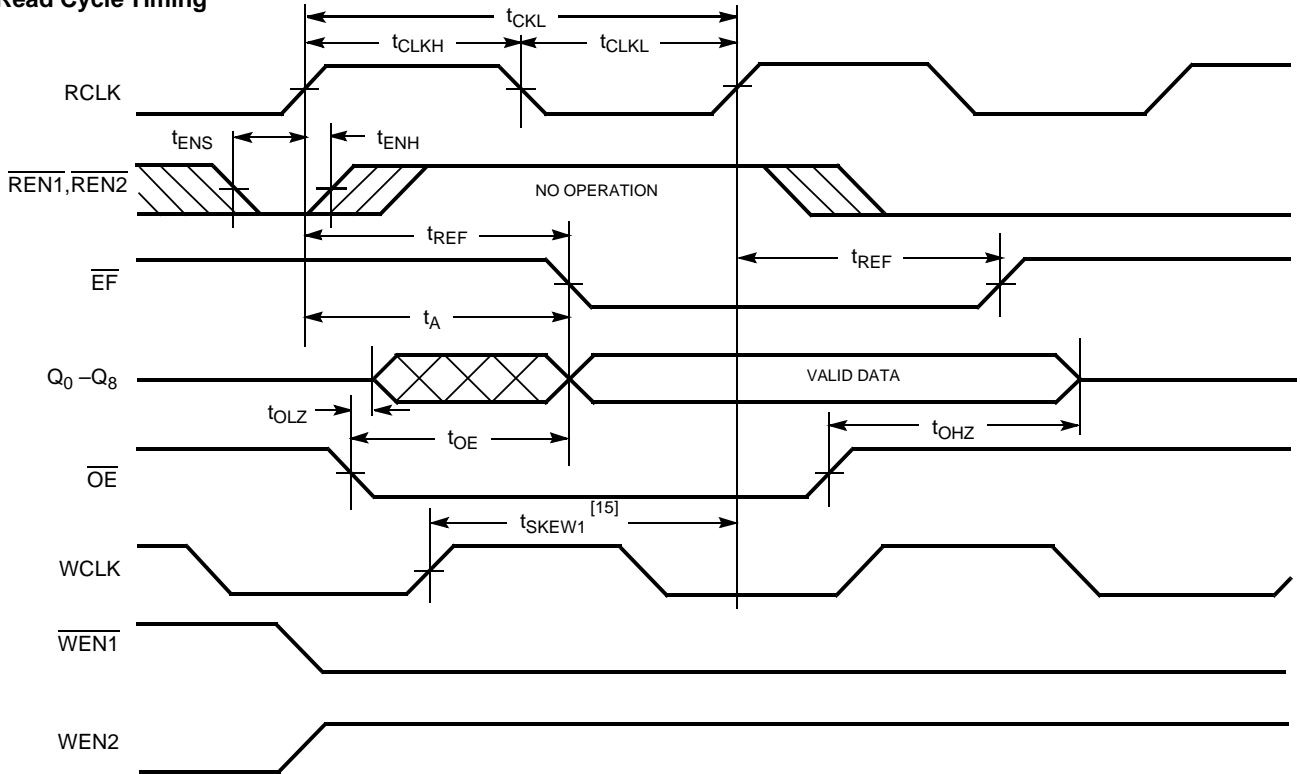 Read Cycle Timing
tCKL
tCLKH
tCLKL
RCLK
tENS
tENH
REN1,REN2
NO OPERATION
tREF
tREF
EF
tA
Q0 –Q8
VALID DATA
tOLZ
tOE
tOHZ
OE
tSKEW1 [15]
WCLK
WEN1
WEN2